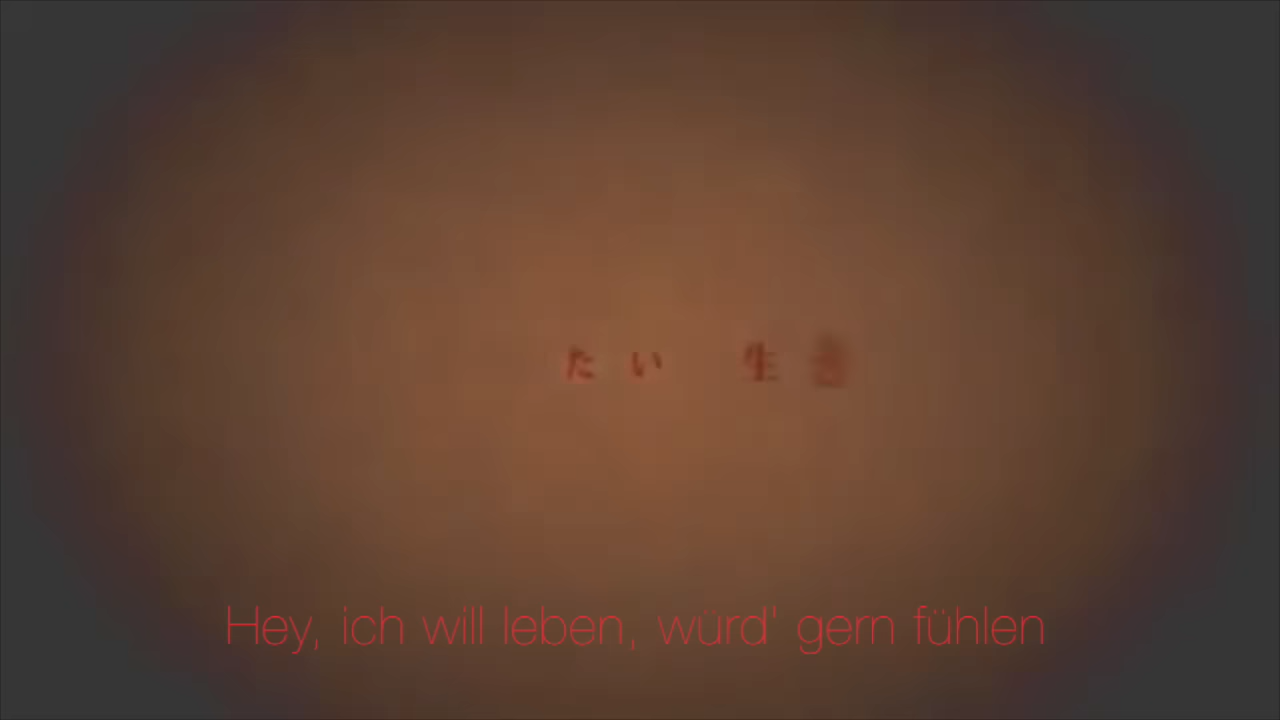 たい 生
Hey, ich will leben, würd' gern fühlen